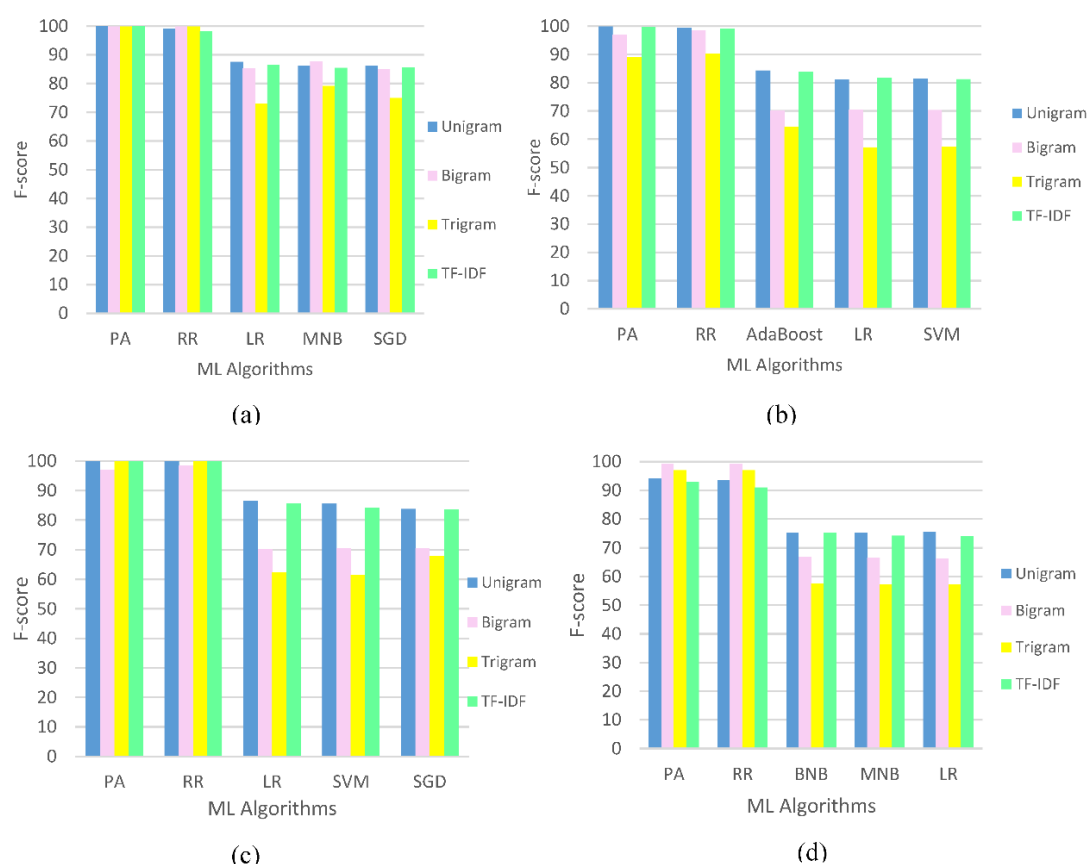 (a)
100
90
80
70
60
50
40
30
20
10
0
F-score
PA RR LR MNB SGD
ML Algorithms
Unigram
Bigram
Trigram
TF-IDF
(b)
100
90
80
70
60
50
40
30
20
10
0
F-score
PA RR AdaBoost LR SVM
ML Algorithms
Unigram
Bigram
Trigram
TF-IDF
(a)
(b)
100
90
80
70
60
50
40
30
20
10
0
F-score
PA RR LR SVM SGD
ML Algorithms
Unigram
Bigram
Trigram
TF-IDF
(c)
100
90
80
70
60
50
40
30
20
10
0
F-score
PA RR BNB MNB LR
ML Algorithms
Unigram
Bigram
Trigram
TF-IDF
(d)